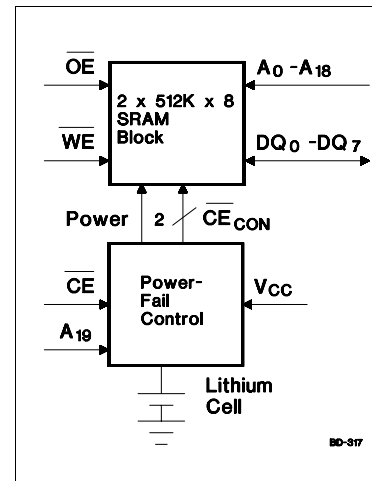 OE
A0 -A18
2 x 512K x 8
SRAM
Block
WE
DQ0 -DQ7
Power
2
CECON
Power-
Fail
Control
CE
VCC
A19
Lithium
Cell
BD-317